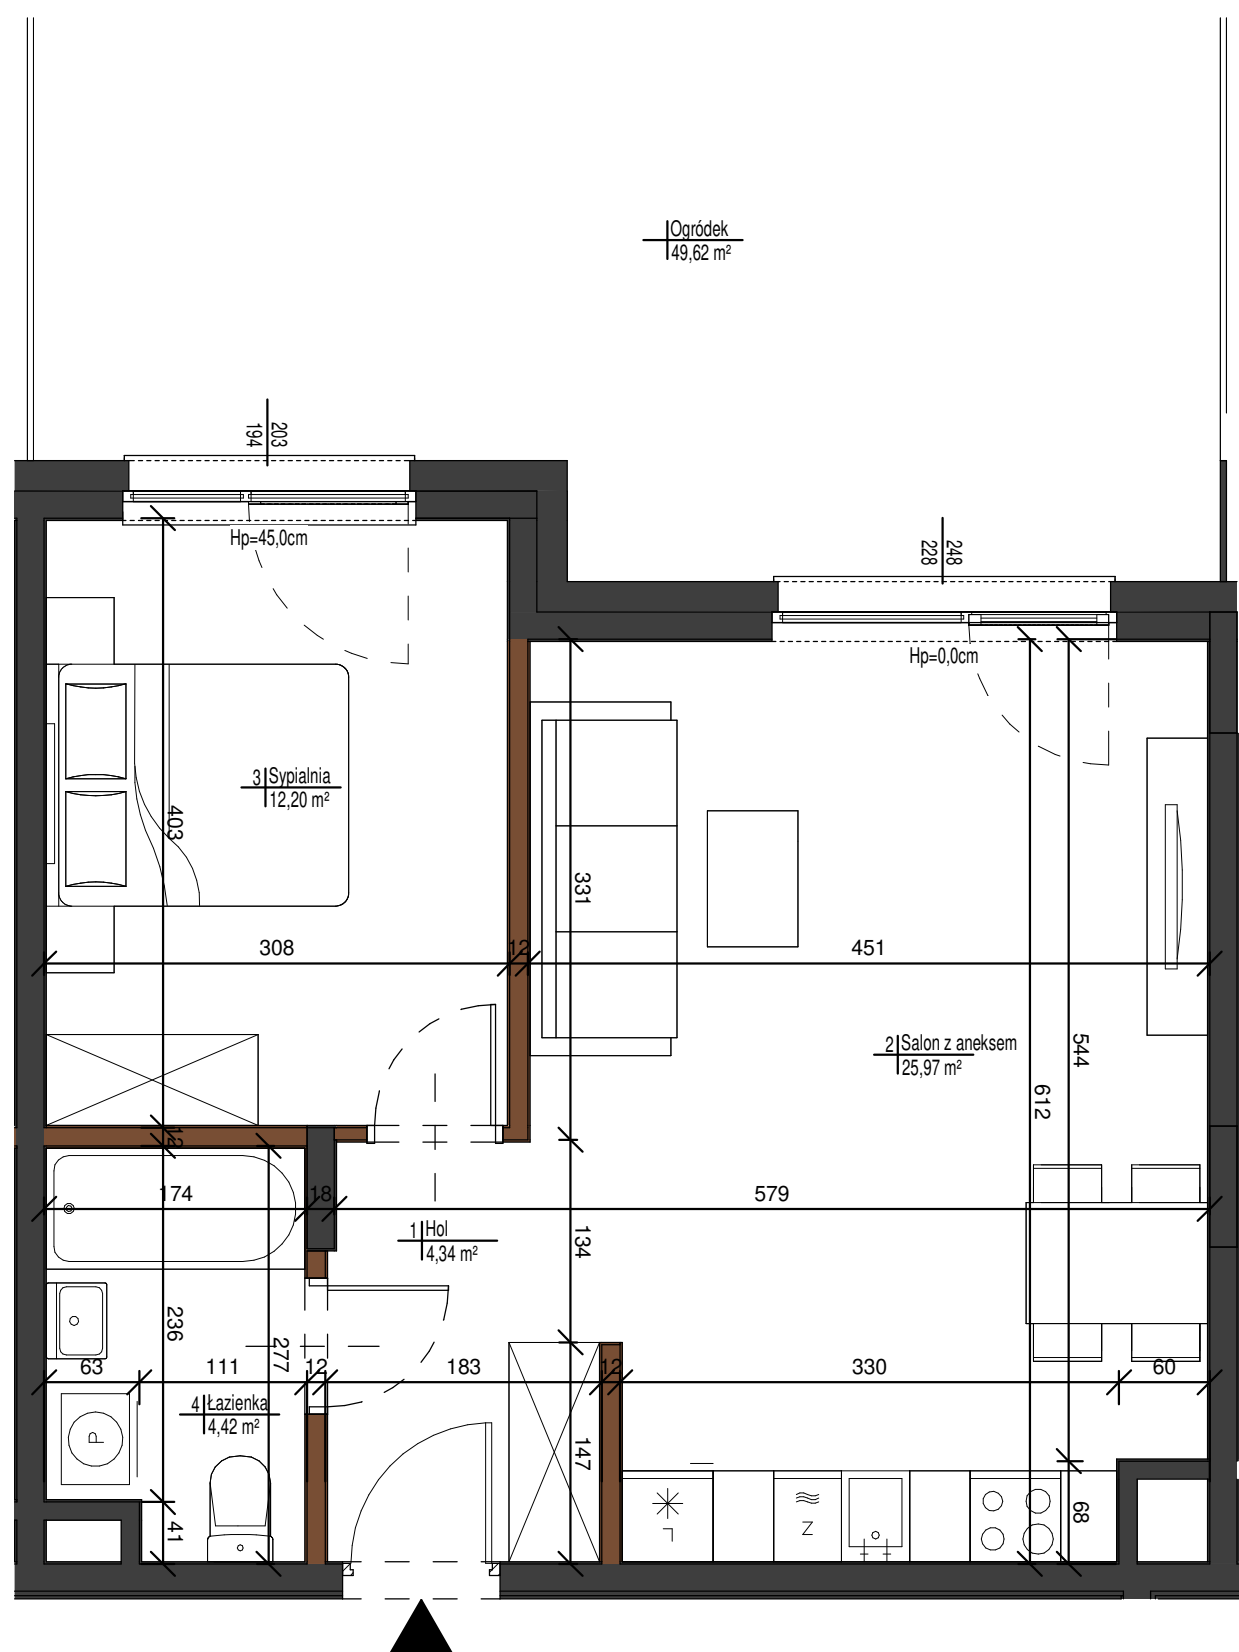 Ogródek
49,62 m²
203
194
Hp=45,0cm
248
228
Hp=0,0cm
3 Sypialnia
12,20 m²
403
331
308
12
451
2 Salon z aneksem
25,97 m²
544
612
12
174
18
579
1 Hol
4,34 m²
134
236
277
63
111
12
183
12
330
60
4 Łazienka
4,42 m²
P
147
L
Z
68
41